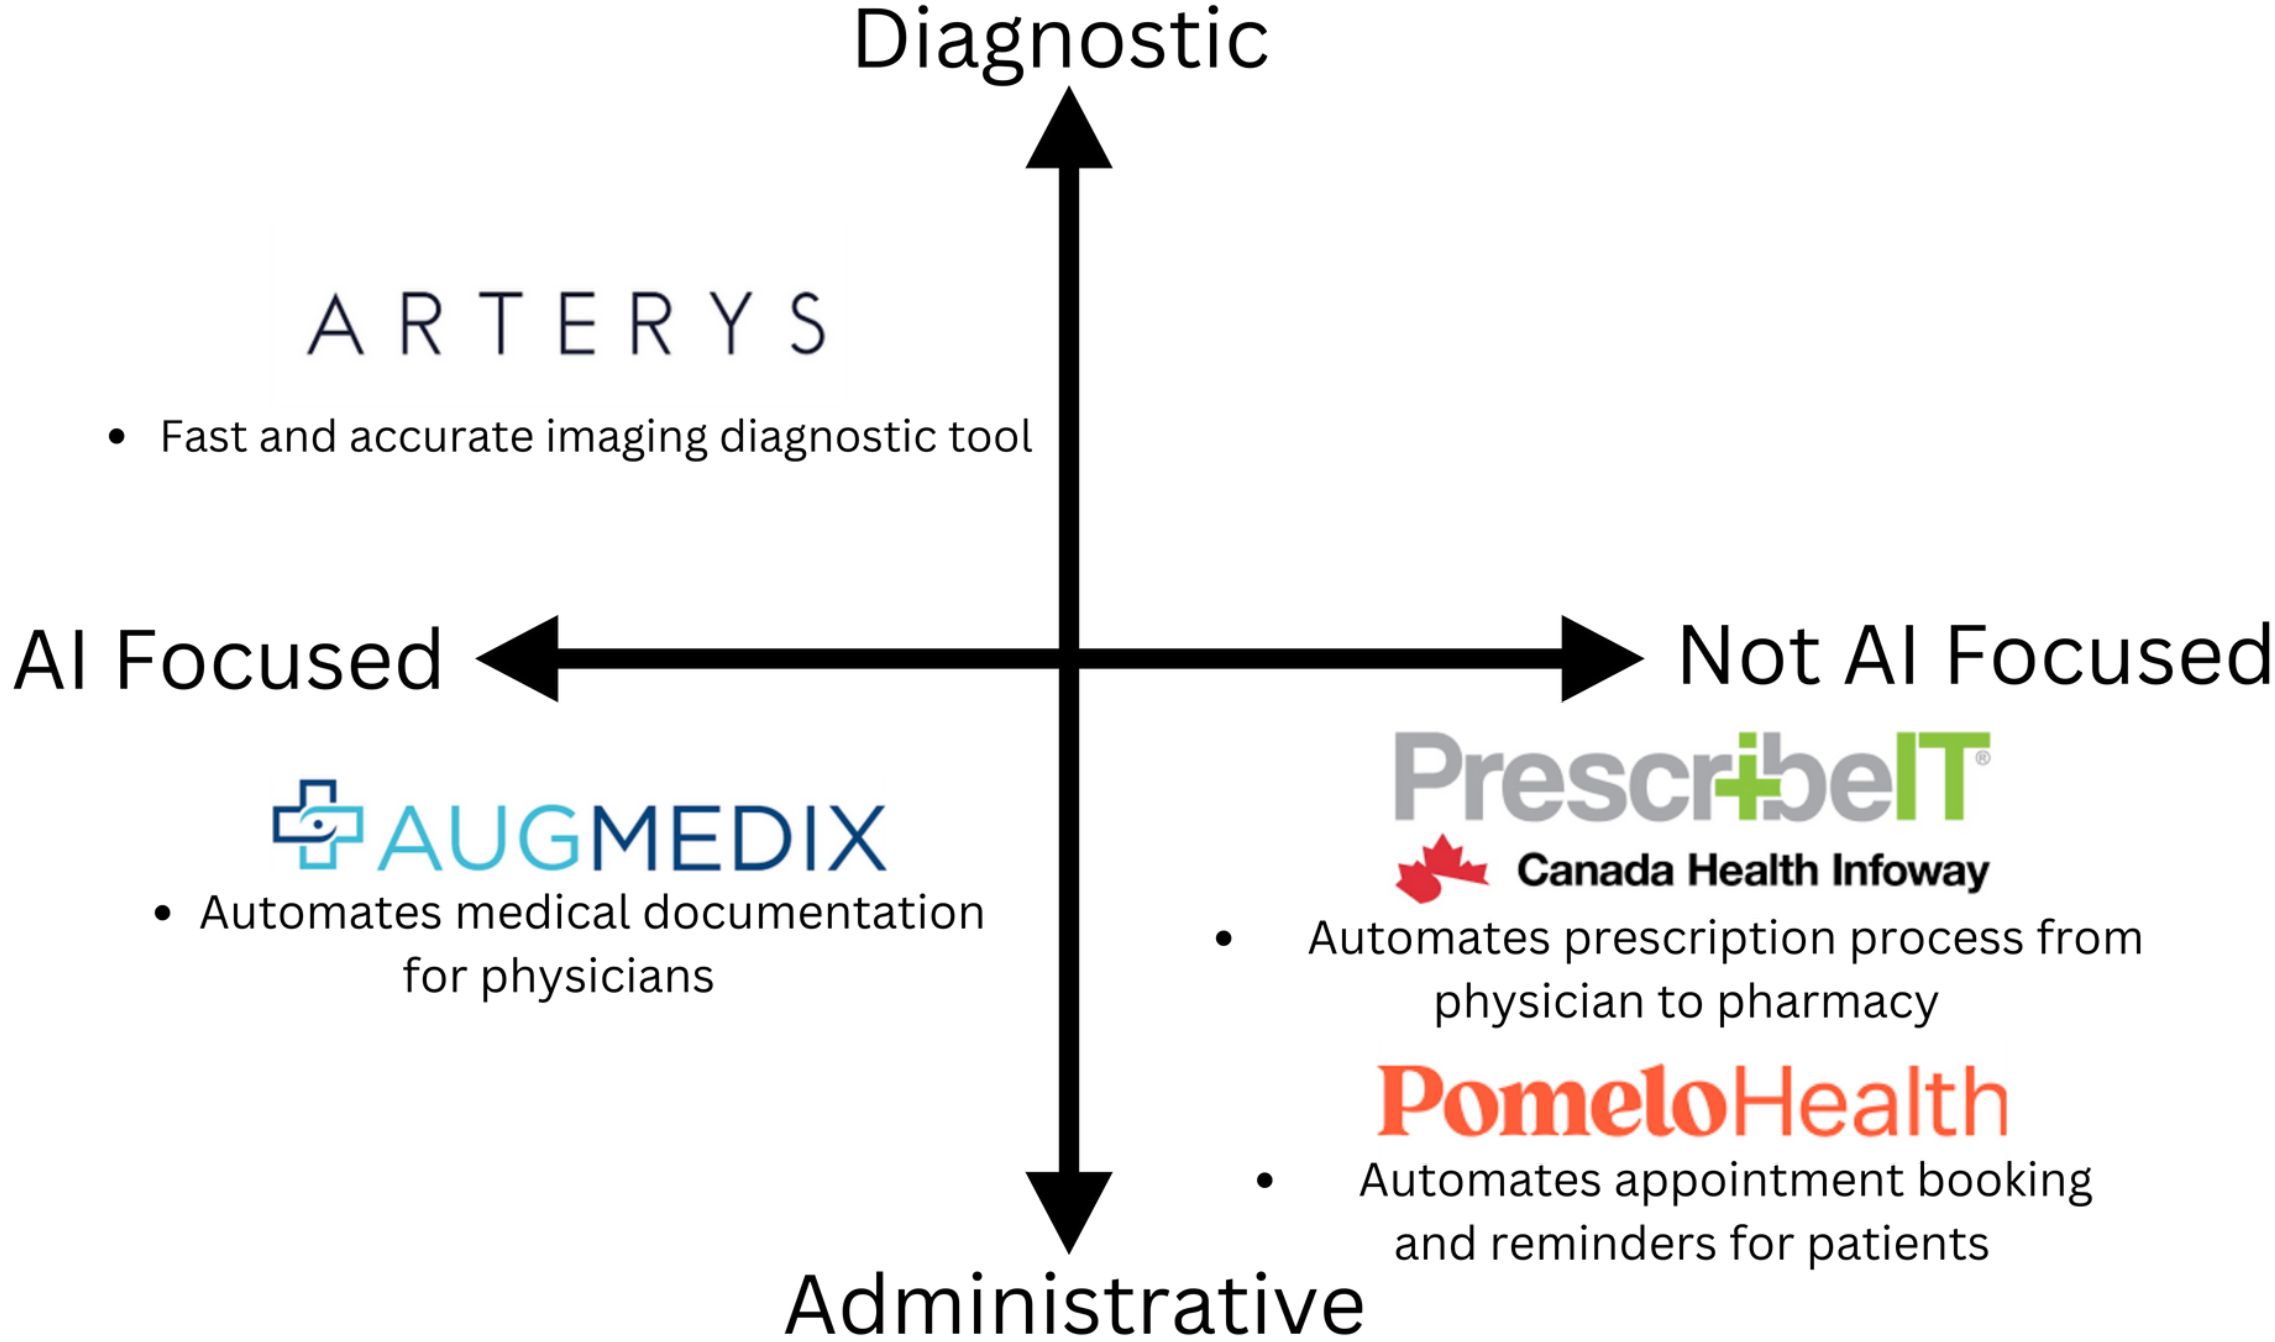 Diagnostic
ARTERYS
• Fast and accurate imaging diagnostic tool
AI Focused
Not AI Focused
AUGMEDIX
• Automates medical documentation
for physicians
PrescribeIT®
Canada Health Infoway
• Automates prescription process from
physician to pharmacy
PomeloHealth
• Automates appointment booking
and reminders for patients
Administrative